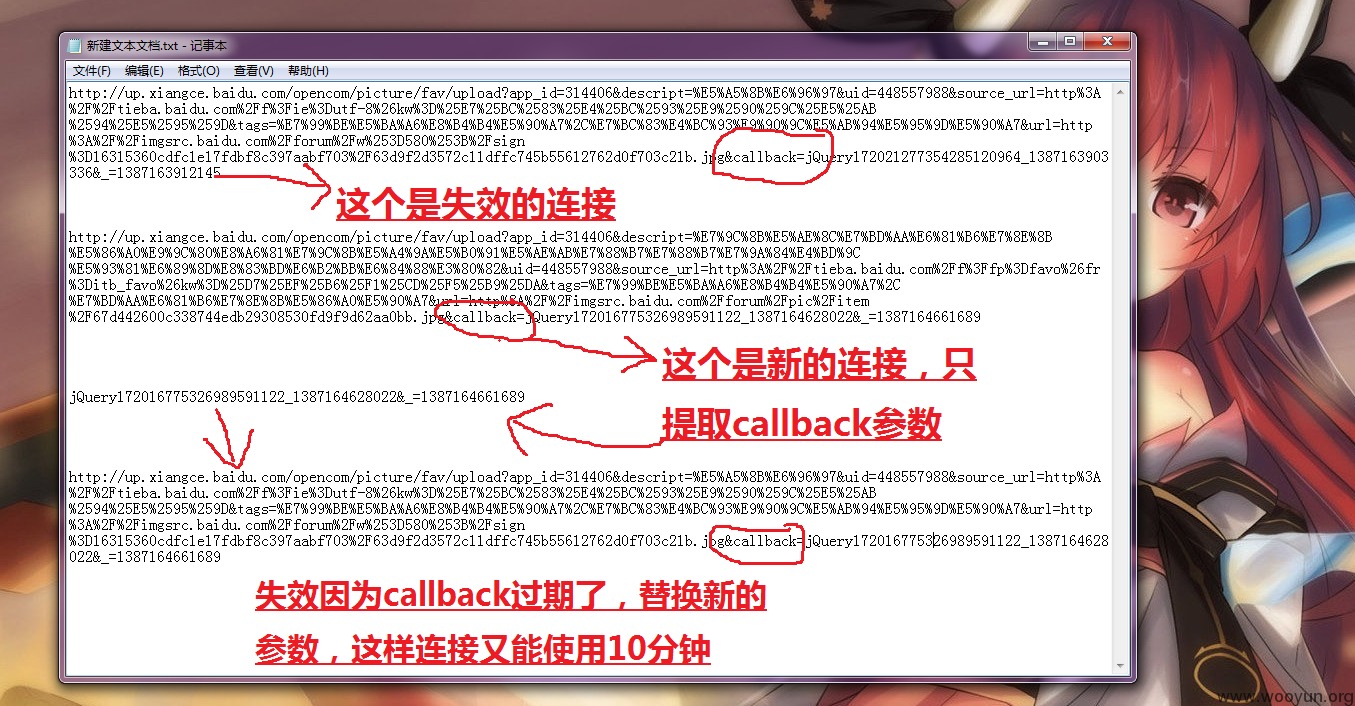 新建文本文档.txt - 记事本
文件(F) 编辑(E) 格式(O) 查看(V) 帮助(H)
http://up.xiangce.baidu.com/opencom/picture/fav/upload?app_id=314406&descript=%E5%A5%8B%E6%96%97&uid=448557988&source_url=http%3A
%2F%2Ftieba.baidu.com%2Ff%3Fie%3Dutf-8%26kw%3D%25E7%25BC%2583%25E4%25BC%2593%25E9%2590%259C%25E5%25AB
%2594%25E5%2595%259D&tags=%E7%99%BE%E5%BA%A6%E8%B4%B4%E5%90%A7%2C%E7%BC%83%E4%BC%93%E9%90%9C%E5%AB%94%E5%95%9D%E5%90%A7&url=http
%3A%2F%2Fimgsrc.baidu.com%2Fforum%2Fw%253D580%253B%2Fsign
%3D16315360cdfc1e17fdbf8c397aabf703%2F63d9f2d3572c11dffc745b55612762d0f703c21b.jpg&callback=jQuery172021277354285120964_1387163903
336&_=1387163912145
这个是失效的连接
http://up.xiangce.baidu.com/opencom/picture/fav/upload?app_id=314406&descript=%E7%9C%8B%E5%AE%8C%E7%BD%AA%E6%81%B6%E7%8E%8B
%E5%86%A0%E9%9C%80%E8%A6%81%E7%9C%8B%E5%A4%9A%E5%B0%91%E5%AE%AB%E7%88%B7%E7%88%B7%E7%9A%84%E4%BD%9C
%E5%93%81%E6%89%8D%E8%83%BD%E6%B2%BB%E6%84%88%E3%80%82&uid=448557988&source_url=http%3A%2F%2Ftieba.baidu.com%2Ff%3Ffp%3Dfavo%26fr
%3Ditb_favo%26kw%3D%25D7%25EF%25B6%25F1%25CD%25F5%25B9%25DA&tags=%E7%99%BE%E5%BA%A6%E8%B4%B4%E5%90%A7%2C
%E7%BD%AA%E6%81%B6%E7%8E%8B%E5%86%A0%E5%90%A7&url=http%3A%2F%2Fimgsrc.baidu.com%2Fforum%2Fpic%2Fitem
%2F67d442600c338744edb29308530fd9f9d62aa0bb.jpg&callback=jQuery172016775326989591122_1387164628022&_=1387164661689
这个是新的连接，只
jQuery172016775326989591122_1387164628022&_=1387164661689
提取callback参数
http://up.xiangce.baidu.com/opencom/picture/fav/upload?app_id=314406&descript=%E5%A5%8B%E6%96%97&uid=448557988&source_url=http%3A
%2F%2Ftieba.baidu.com%2Ff%3Fie%3Dutf-8%26kw%3D%25E7%25BC%2583%25E4%25BC%2593%25E9%2590%259C%25E5%25AB
%2594%25E5%2595%259D&tags=%E7%99%BE%E5%BA%A6%E8%B4%B4%E5%90%A7%2C%E7%BC%83%E4%BC%93%E9%90%9C%E5%AB%94%E5%95%9D%E5%90%A7&url=http
%3A%2F%2Fimgsrc.baidu.com%2Fforum%2Fw%253D580%253B%2Fsign
%3D16315360cdfc1e17fdbf8c397aabf703%2F63d9f2d3572c11dffc745b55612762d0f703c21b.jpg&callback=jQuery172016775326989591122_1387164628
022&_=1387164661689
失效因为callback过期了，替换新的
参数，这样连接又能使用10分钟
www.wooyun.org